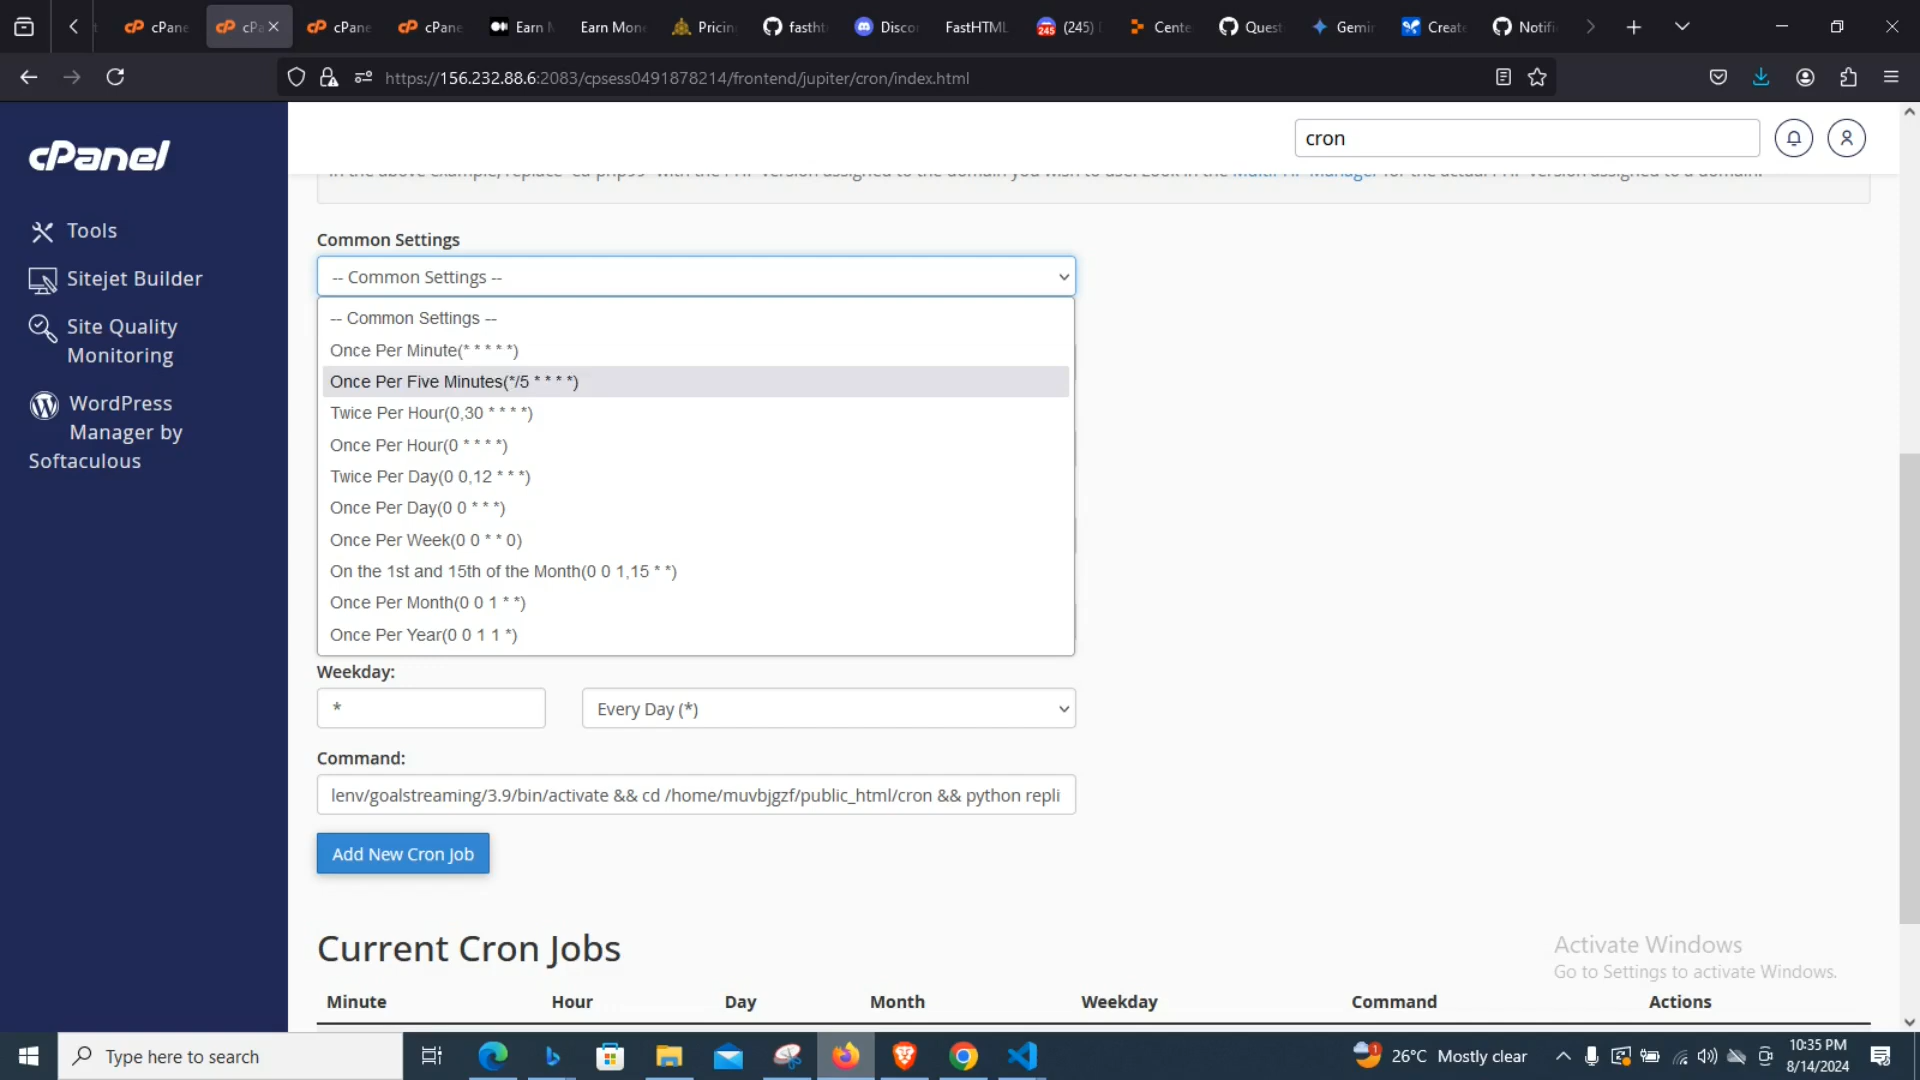 cPane
cPa
cPane
cPane
Earn
Earn Mon
Pricin
fastht
Disco
FastHTML
245
(245)
Cente
Quest
Gemi
Create
Notifi
https://156.232.88.6:2083/cpsess0491878214/frontend/jupiter/cron/index.html
cPanel
cron
Tools
Sitejet Builder
Site Quality
Monitoring
WordPress
Manager by
Softaculous
Common Settings
-- Common Settings --
-- Common Settings --
Once Per Minute(* * * * *)
Once Per Five Minutes(*/5 * * * *)
Twice Per Hour(0,30 * * * *)
Once Per Hour(0 * * * *)
Twice Per Day(0 0,12 * * *)
Once Per Day(0 0 * * *)
Once Per Week(0 0 * * 0)
On the 1st and 15th of the Month(0 0 1,15 * *)
Once Per Month(0 0 1 * *)
Once Per Year(0 0 1 1 *)
Weekday:
* Every Day (*)
Command:
lenv/goalstreaming/3.9/bin/activate && cd /home/muvbjgzf/public_html/cron && python repli
Add New Cron Job
Current Cron Jobs
Minute Hour Day Month Weekday Command Actions
Activate Windows
Go to Settings to activate Windows.
Type here to search
26°C Mostly clear
10:35 PM
8/14/2024